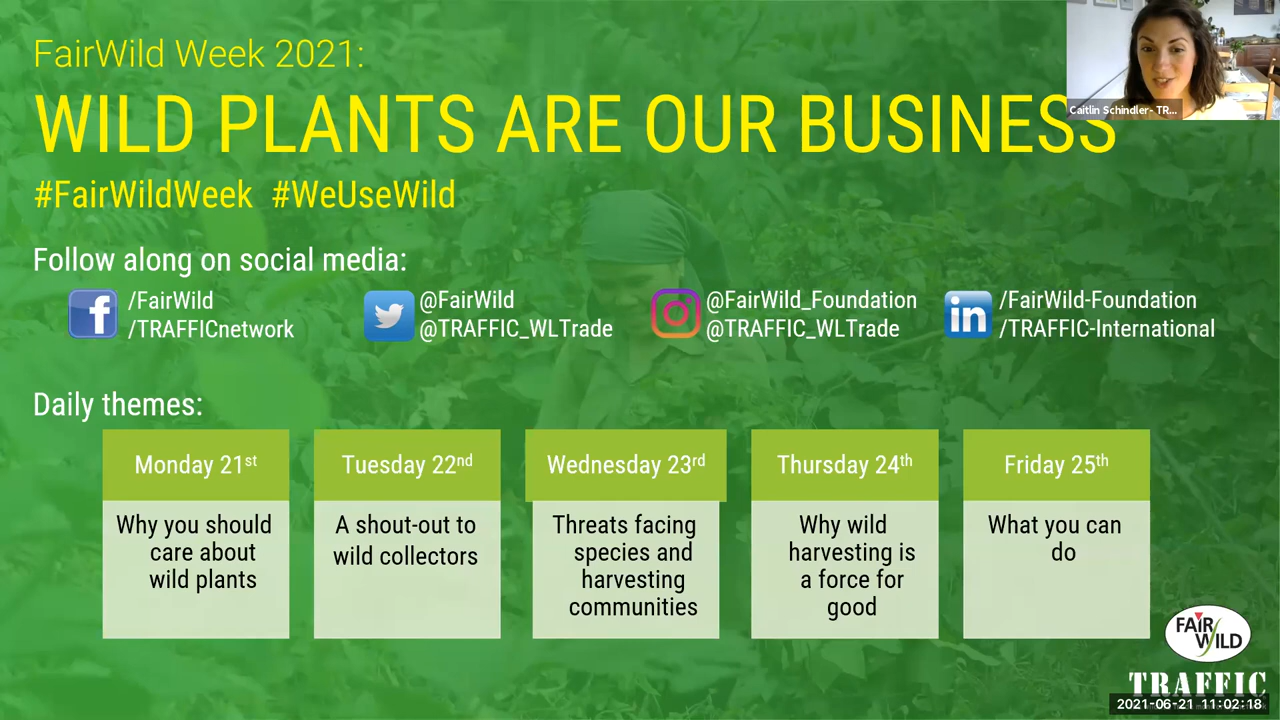 FairWild Week 2021:
WILD PLANTS ARE OUR BUSINESS
Caitlin Schindler- TR...
#FairWildWeek #WeUseWild
Follow along on social media:
/FairWild
/TRAFFICnetwork
@FairWild
@TRAFFIC_WLTrade
@FairWild_Foundation
@TRAFFIC_WLTrade
/FairWild-Foundation
/TRAFFIC-International
Daily themes:
Monday 21st
Why you should
care about
wild plants
Tuesday 22nd
A shout-out to
wild collectors
Wednesday 23rd
Threats facing
species and
harvesting
communities
Thursday 24th
Why wild
harvesting is
a force for
good
Friday 25th
What you can
do
FAIR
WILD
TRAFFIC
2021-06-21 11:02:18